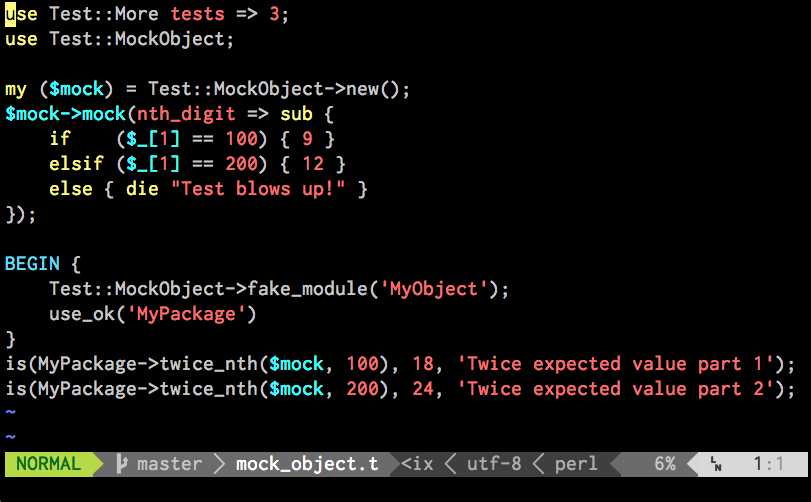 use Test::More tests => 3;
use Test::MockObject;

my ($mock) = Test::MockObject->new();
$mock->mock(nth_digit => sub {
    if    ($_[1] == 100) { 9 }
    elsif ($_[1] == 200) { 12 }
    else { die "Test blows up!" }
});

BEGIN {
    Test::MockObject->fake_module('MyObject');
    use_ok('MyPackage')
}
is(MyPackage->twice_nth($mock, 100), 18, 'Twice expected value part 1');
is(MyPackage->twice_nth($mock, 200), 24, 'Twice expected value part 2');
~
~
NORMAL master mock_object.t <ix utf-8 perl 6% LN 1:1